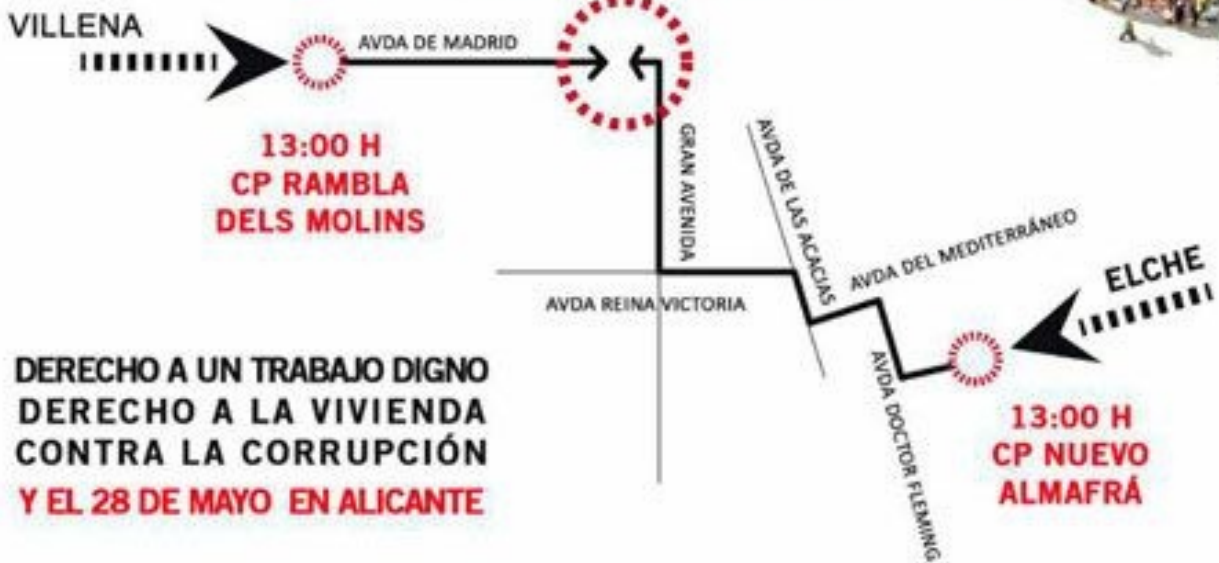 VILLENA
AVDA DE MADRID
13:00 H
CP RAMBLA
DELS MOLINS
GRAN AVENIDA
AVDA DE LAS ACACIAS
AVDA DEL MEDITERRÁNEO
ELCHE
AVDA REINA VICTORIA
AVDA DOCTOR FLEMING
13:00 H
CP NUEVO
ALMAFRÁ
DERECHO A UN TRABAJO DIGNO
DERECHO A LA VIVIENDA
CONTRA LA CORRUPCIÓN
Y EL 28 DE MAYO EN ALICANTE